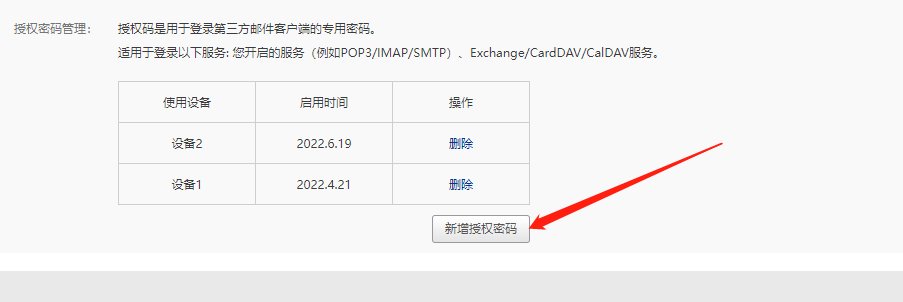 授权密码管理: 授权码是用于登录第三方邮件客户端的专用密码。
适用于登录以下服务: 您开启的服务（例如POP3/IMAP/SMTP）、Exchange/CardDAV/CalDAV服务。
使用设备 启用时间 操作
设备2 2022.6.19 删除
设备1 2022.4.21 删除
新增授权密码